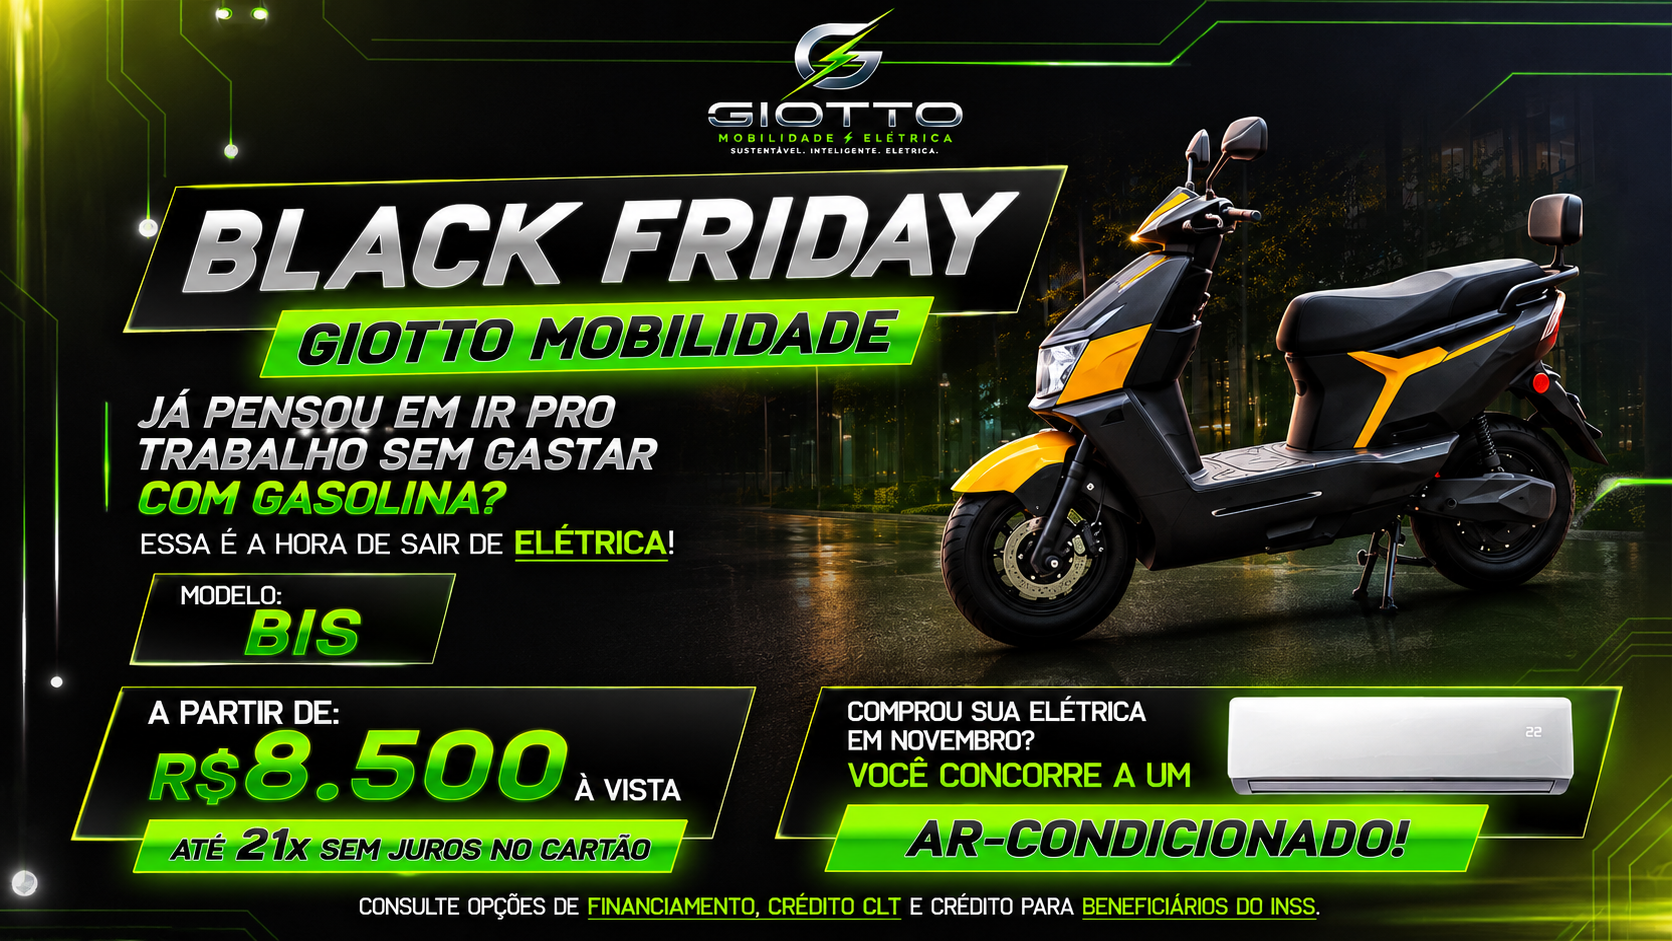 GIOTTO
MOBILIDADE ELÉTRICA
SUSTENTÁVEL. INTELIGENTE. ELETRICA.
BLACK FRIDAY
GIOTTO MOBILIDADE
JÁ PENSOU EM IR PRO
TRABALHO SEM GASTAR
COM GASOLINA?
ESSA É A HORA DE SAIR DE ELÉTRICA!
MODELO:
BIS
A PARTIR DE:
R$8.500 À VISTA
ATÉ 21x SEM JUROS NO CARTÃO
COMPROU SUA ELÉTRICA
EM NOVEMBRO?
VOCÊ CONCORRE A UM
22
AR-CONDICIONADO!
CONSULTE OPÇÕES DE FINANCIAMENTO, CRÉDITO CLT E CRÉDITO PARA BENEFICIÁRIOS DO INSS.